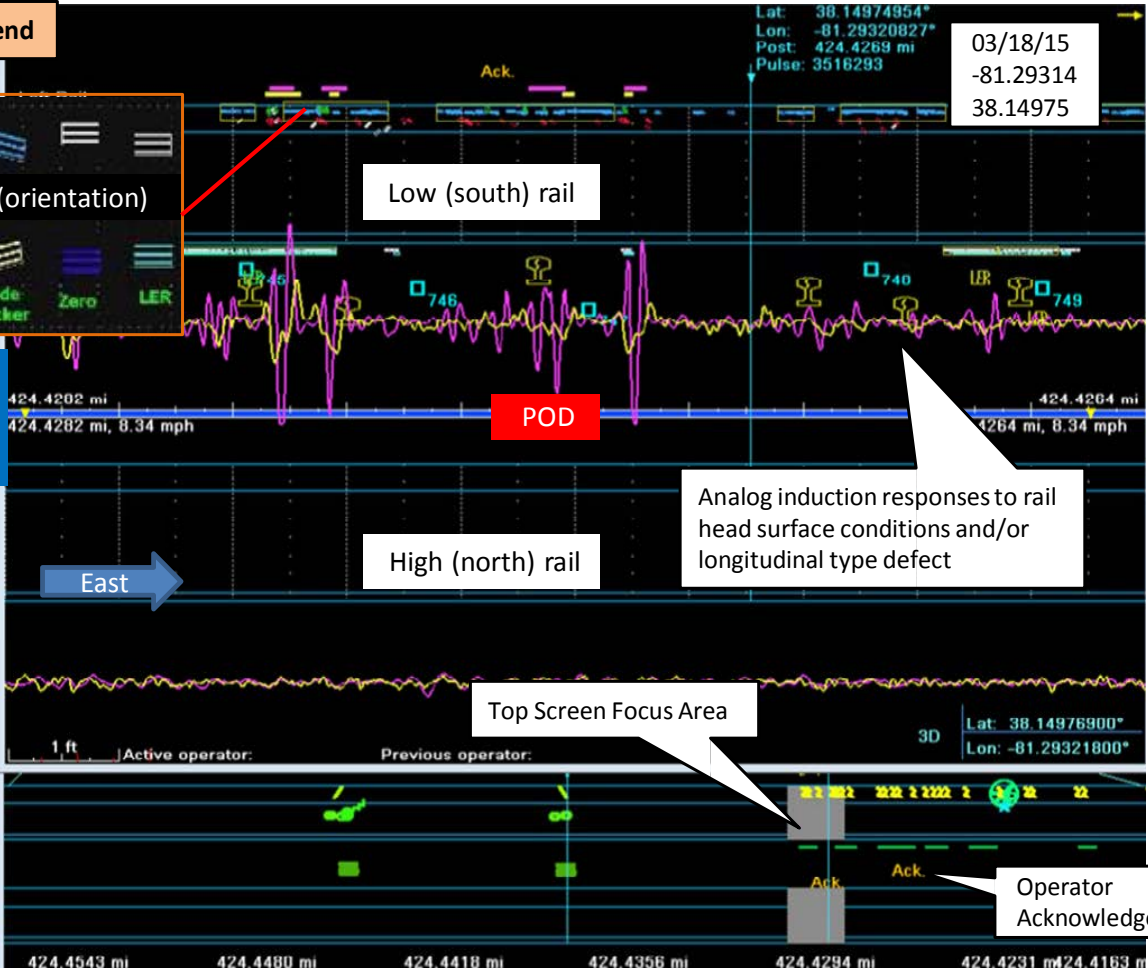 end
Lat: 38.14974954°
Lon: -81.29320827°
Post: 424.4269 mi
Pulse: 3516293
03/18/15
-81.29314
38.14975
Ack.
(orientation)
Zero
LER
Low (south) rail
745
746
740
LER
749
424.4202 mi
424.4264 mi
424.4282 mi, 8.34 mph
4264 mi, 8.34 mph
POD
Analog induction responses to rail
head surface conditions and/or
longitudinal type defect
High (north) rail
East
Top Screen Focus Area
3D
Lat: 38.14976900°
Lon: -81.29321800°
1 ft
Active operator:
Previous operator:
Ack.
Ack.
Operator
Acknowledge
424.4543 mi
424.4480 mi
424.4418 mi
424.4356 mi
424.4294 mi
424.4231 m
424.4163 m